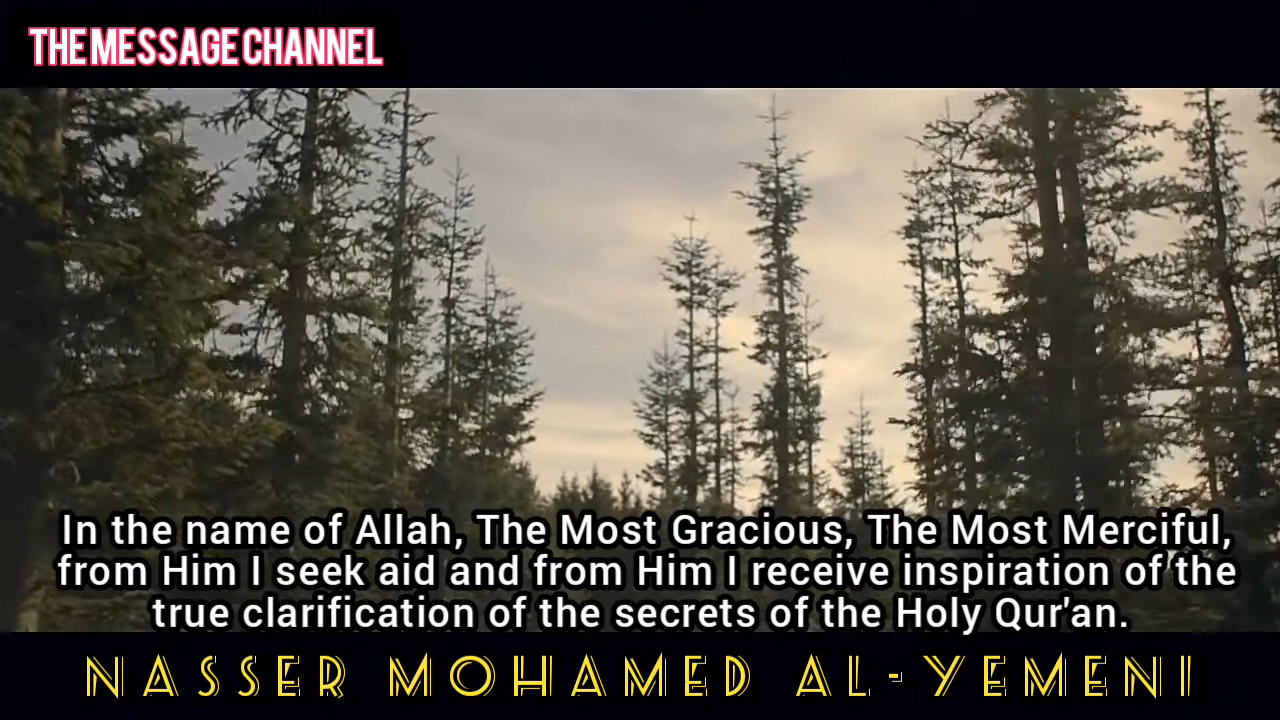 THE MESSAGE CHANNEL
In the name of Allah, The Most Gracious, The Most Merciful,
from Him I seek aid and from Him I receive inspiration of the
true clarification of the secrets of the Holy Qur'an.
NASSER MOHAMED AL-YEMENI